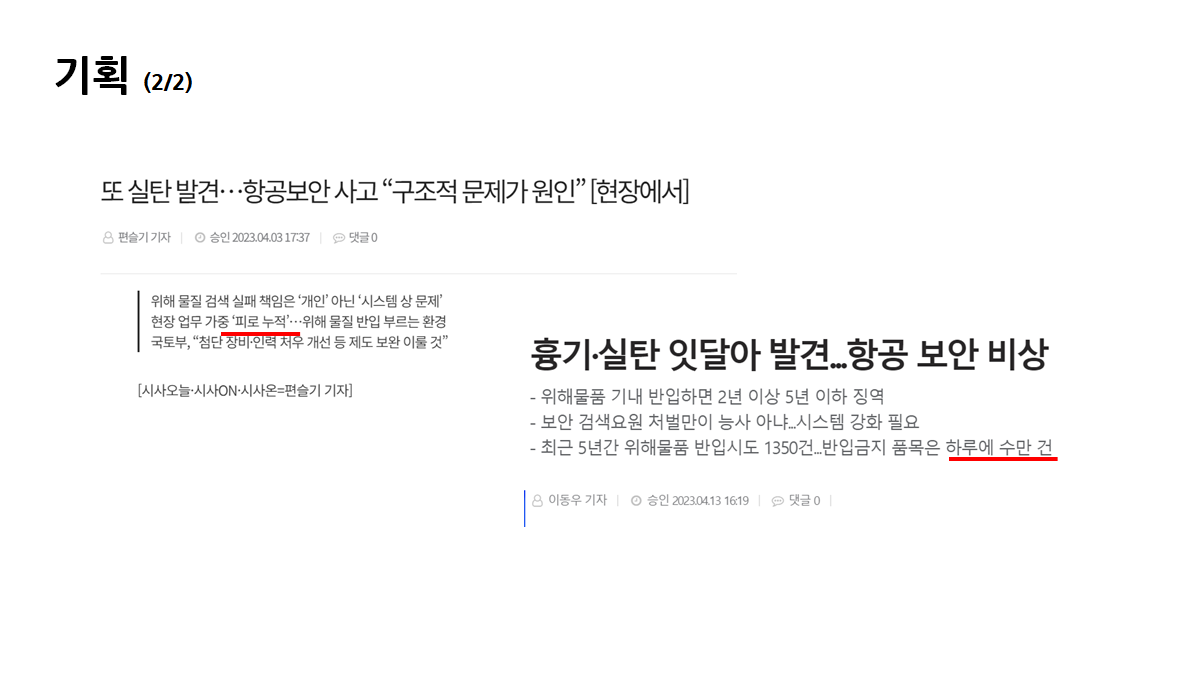 기획 (2/2)
또 실탄 발견…항공보안 사고 “구조적 문제가 원인” [현장에서]
편슬기 기자 | 승인 2023.04.03 17:37 | 댓글 0
위해 물질 검색 실패 책임은 ‘개인’ 아닌 ‘시스템 상 문제’
현장 업무 가중 ‘피로 누적’…위해 물질 반입 부르는 환경
국토부, “첨단 장비·인력 처우 개선 등 제도 보완 이룰 것”
[시사오늘·시사ON·시사온=편슬기 기자]
흉기·실탄 잇달아 발견...항공 보안 비상
- 위해물품 기내 반입하면 2년 이상 5년 이하 징역
- 보안 검색요원 처벌만이 능사 아냐...시스템 강화 필요
- 최근 5년간 위해물품 반입시도 1350건...반입금지 품목은 하루에 수만 건
이동우 기자 | 승인 2023.04.13 16:19 | 댓글 0 |